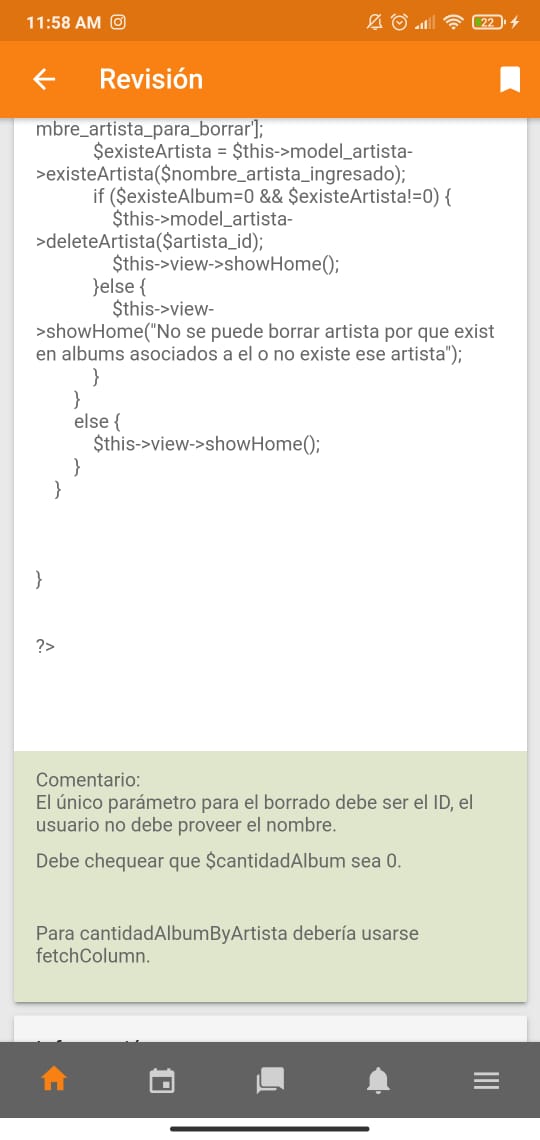 11:58 AM
22
Revisión
mbre_artista_para_borrar'];
$existeArtista = $this->model_artista-
>existeArtista($nombre_artista_ingresado);
if ($existeAlbum=0 && $existeArtista!=0) {
$this->model_artista-
>deleteArtista($artista_id);
$this->view->showHome();
}else {
$this->view-
>showHome("No se puede borrar artista por que exist
en albums asociados a el o no existe ese artista");
}
}
else {
$this->view->showHome();
}
}
}
?>
Comentario:
El único parámetro para el borrado debe ser el ID, el
usuario no debe proveer el nombre.
Debe chequear que $cantidadAlbum sea 0.
Para cantidadAlbumByArtista debería usarse
fetchColumn.